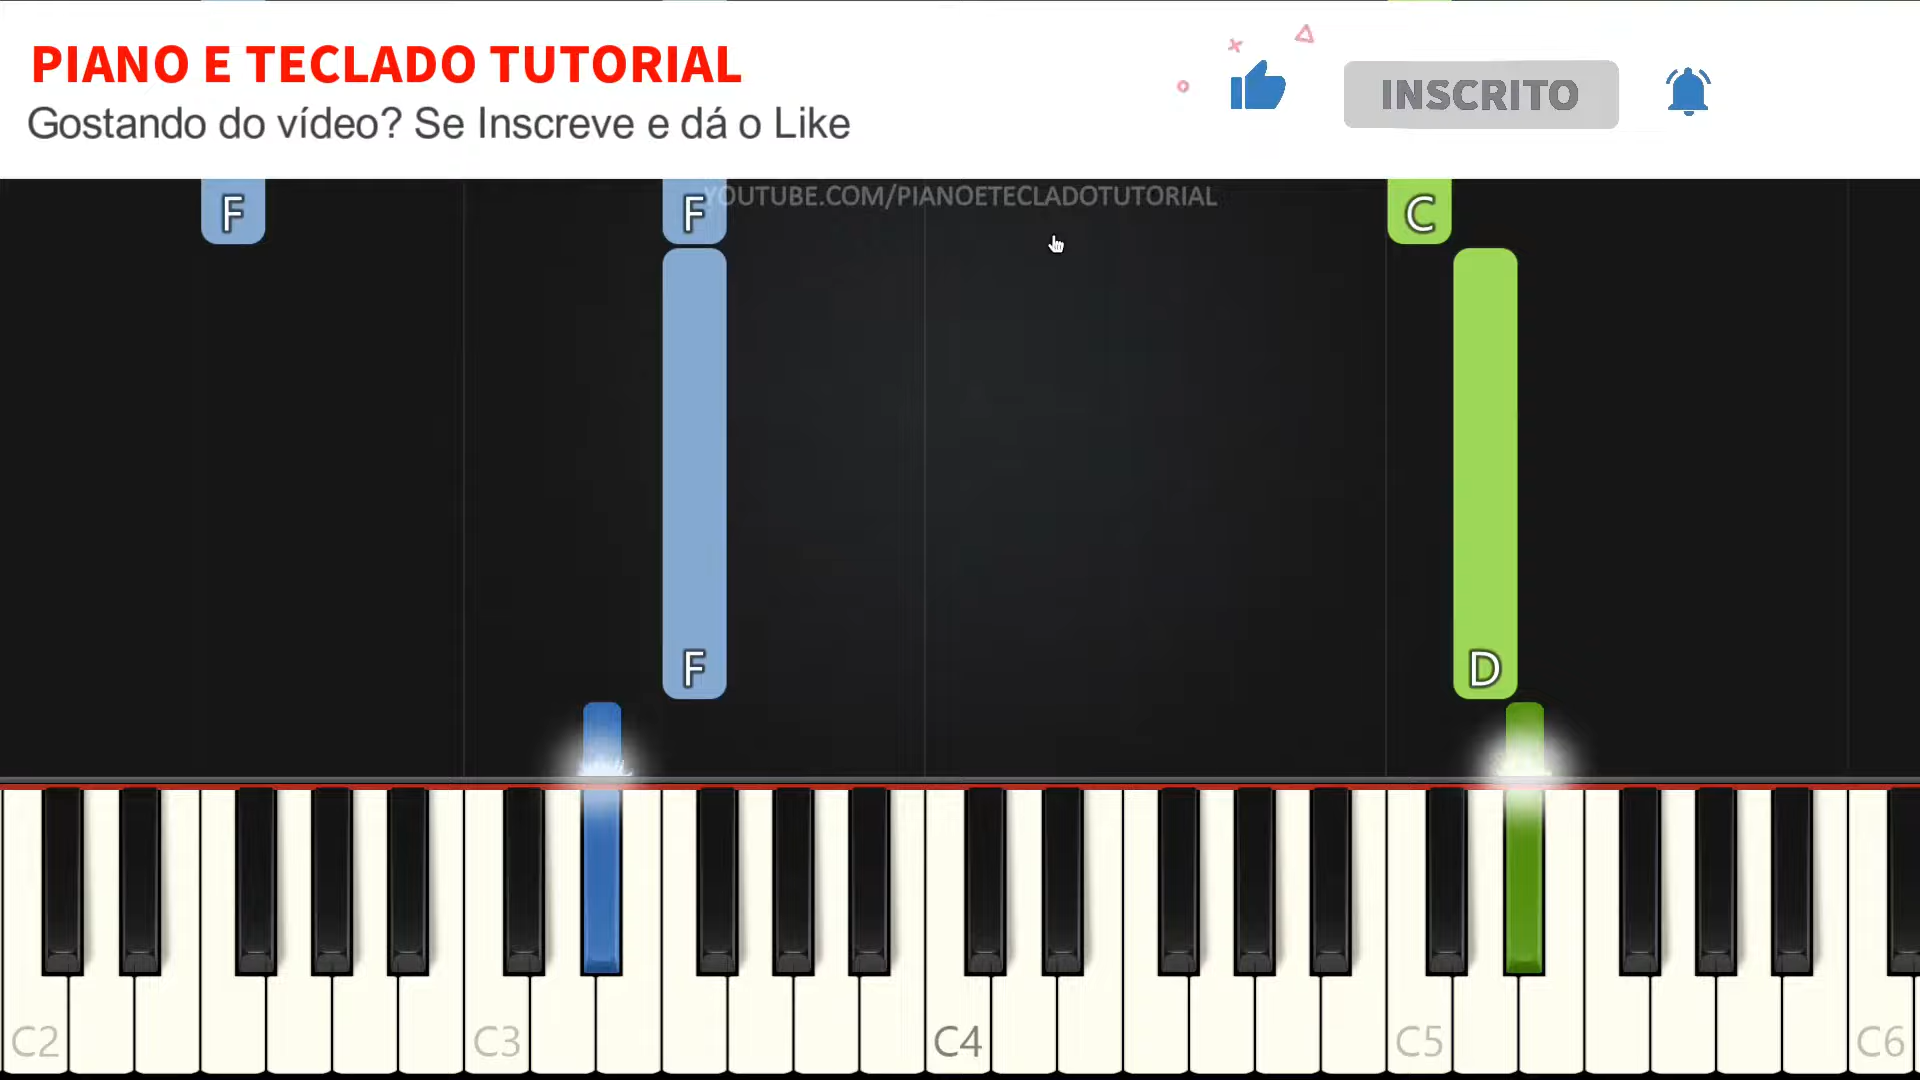 PIANO E TECLADO TUTORIAL
Gostando do vídeo? Se Inscreve e dá o Like
INSCRITO
YOUTUBE.COM/PIANOETECLADOTUTORIAL
F
F
C
F
D
C2
C3
C4
C5
C6